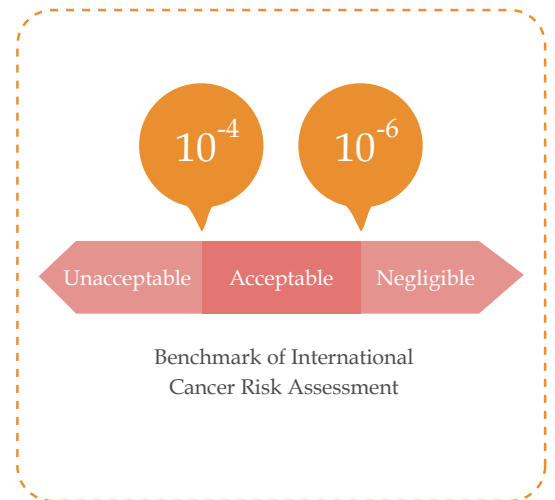 10⁻⁴ 10⁻⁶
Unacceptable Acceptable Negligible
Benchmark of International
Cancer Risk Assessment